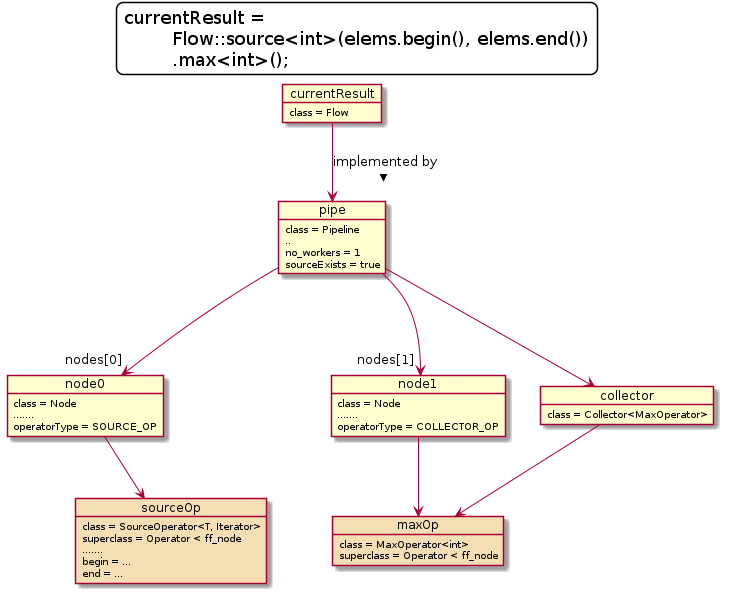 currentResult =
Flow::source<int>(elems.begin(), elems.end())
.max<int>();
currentResult
class = Flow
implemented by
pipe
class = Pipeline
..
no_workers = 1
sourceExists = true
nodes[0]
nodes[1]
node0
class = Node
.......
operatorType = SOURCE_OP
node1
class = Node
.......
operatorType = COLLECTOR_OP
collector
class = Collector<MaxOperator>
sourceOp
class = SourceOperator<T, Iterator>
superclass = Operator < ff_node
.......
begin = ...
end = ...
maxOp
class = MaxOperator<int>
superclass = Operator < ff_node